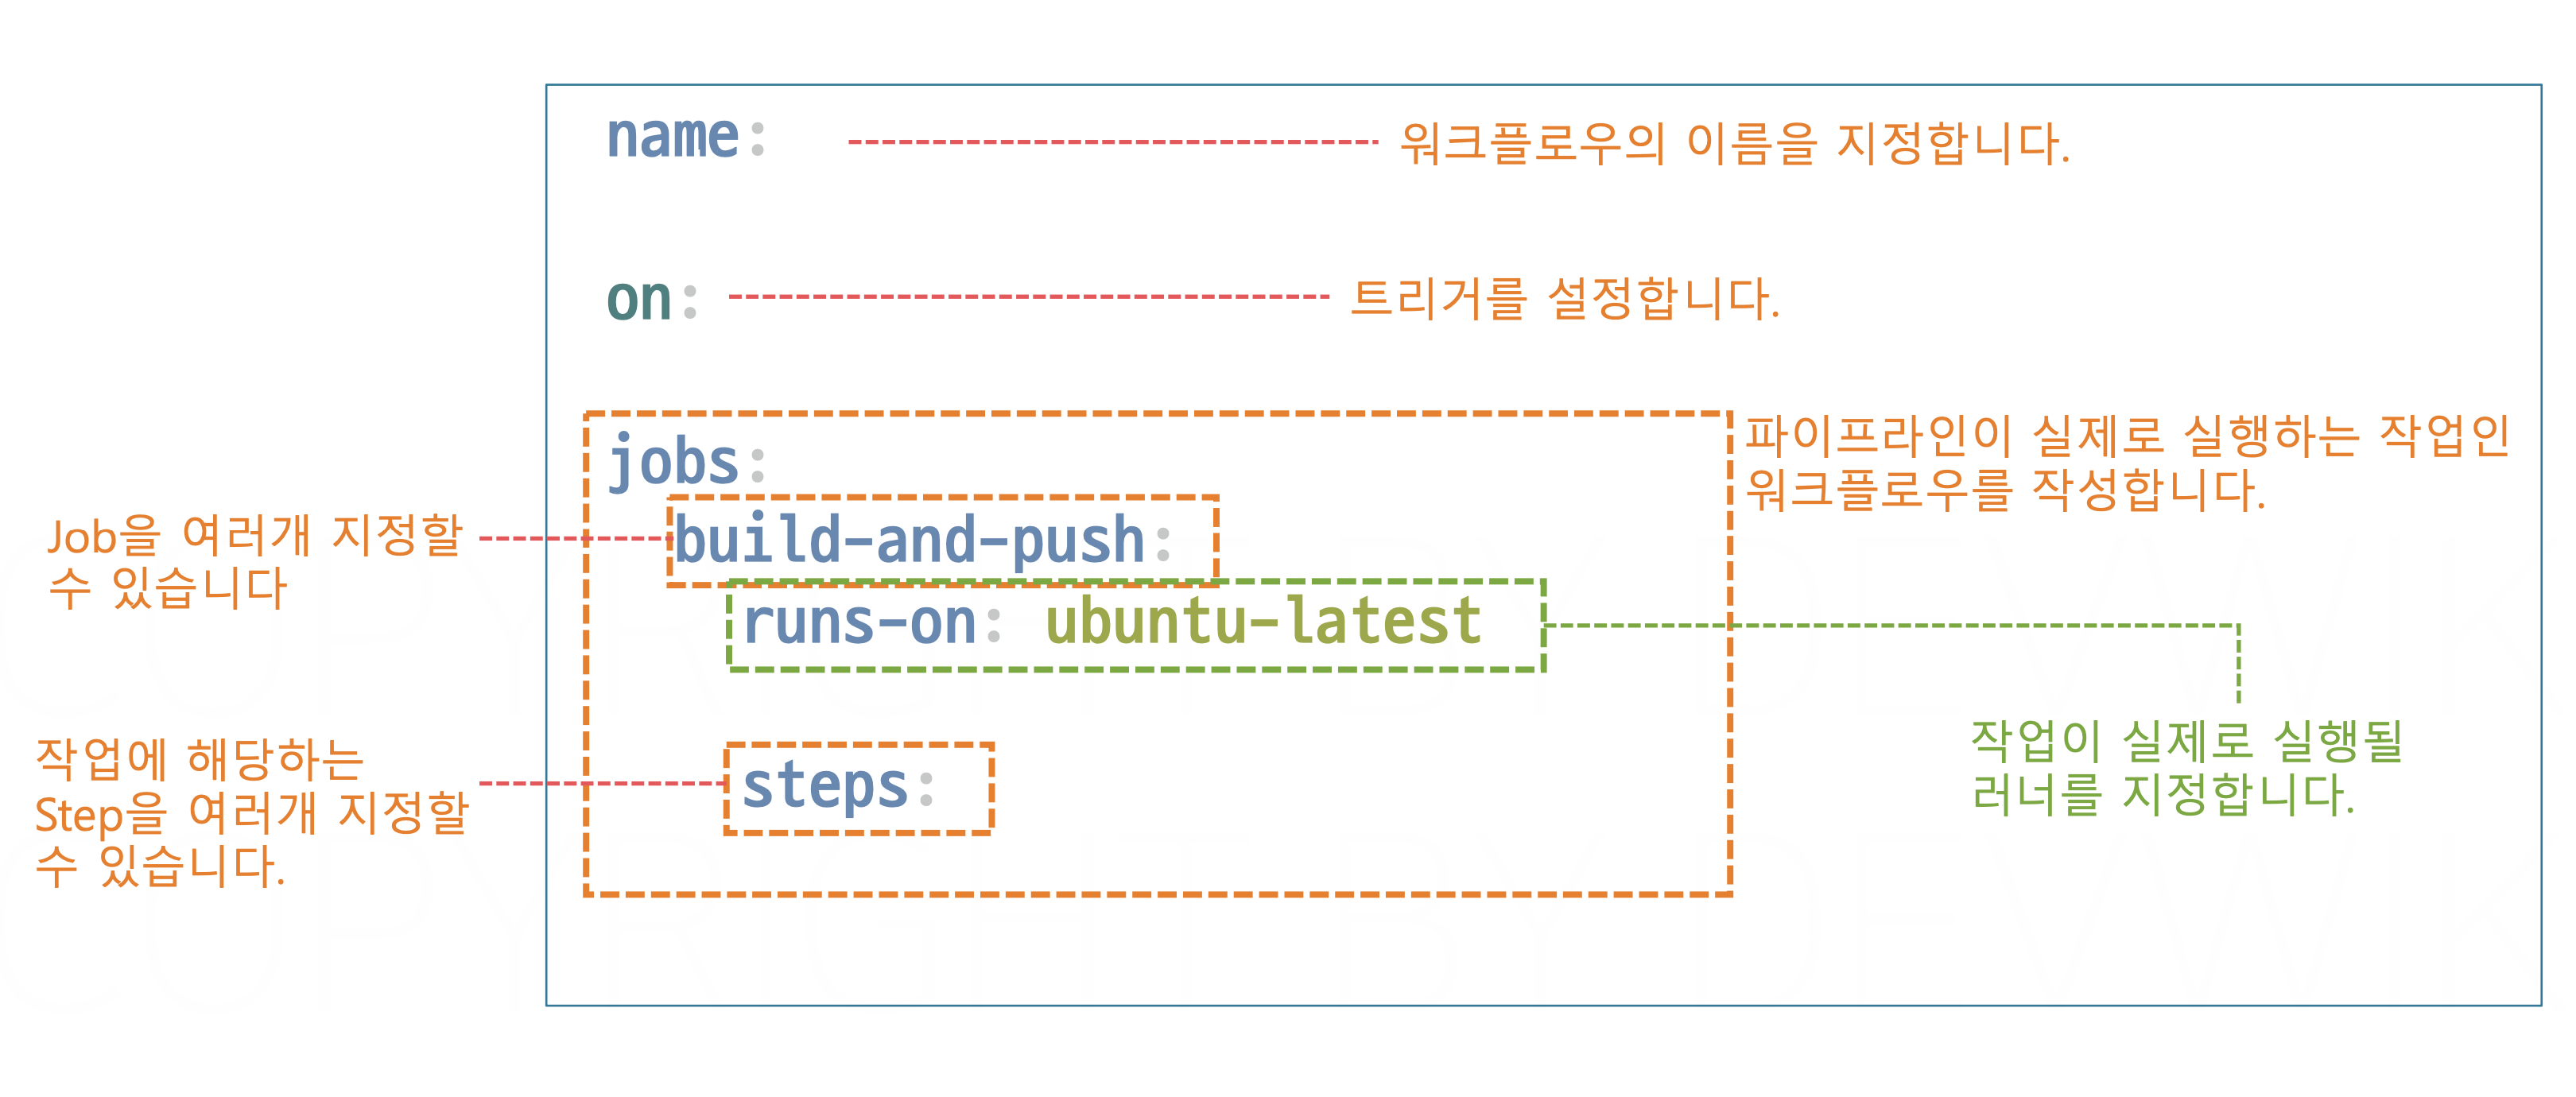 name:
워크플로우의 이름을 지정합니다.
on:
트리거를 설정합니다.
jobs:
파이프라인이 실제로 실행하는 작업인
워크플로우를 작성합니다.
Job을 여러개 지정할
수 있습니다
build-and-push:
runs-on: ubuntu-latest
작업이 실제로 실행될
러너를 지정합니다.
작업에 해당하는
Step을 여러개 지정할
수 있습니다.
steps: